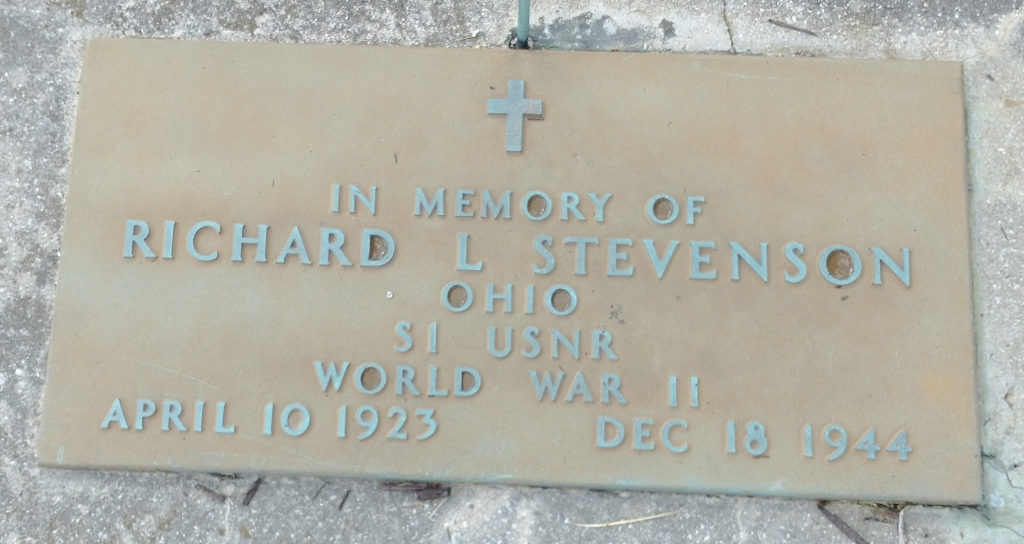 IN MEMORY OF
RICHARD L STEVENSON
OHIO
S1 USNR
WORLD WAR II
APRIL 10 1923 DEC 18 1944